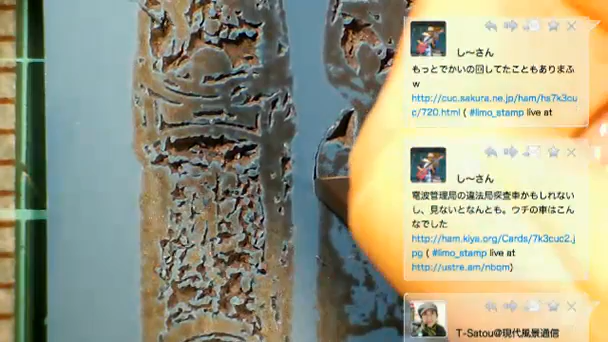 し〜さん
もっとでかいの回してたこともありまふ
w
http://cuc.sakura.ne.jp/ham/hs7k3cu
c/720.html ( #limo_stamp live at
し〜さん
電波管理局の違法局探査車かもしれない
し、見ないとなんとも。ウチの車はこん
なでした
http://ham.kiya.org/Cards/7k3cuc2.j
pg ( #limo_stamp live at
http://ustre.am/nbqm)
T-Satou@現代風景通信